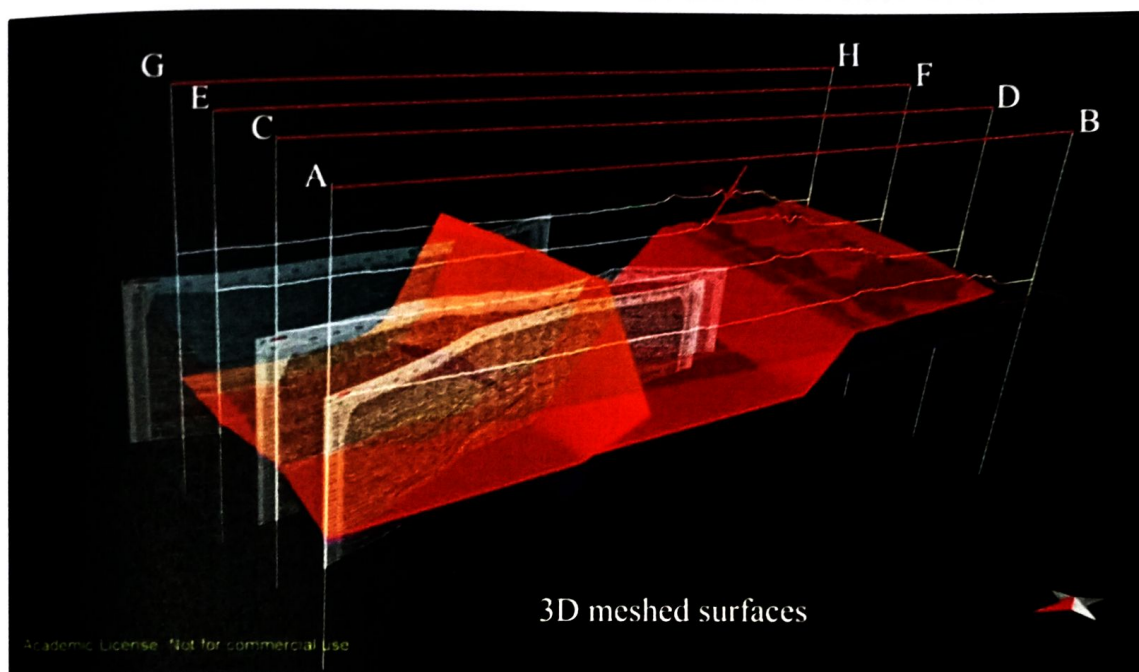 G
H
E
F
C
D
A
B
3D meshed surfaces
Academic License. Not for commercial use